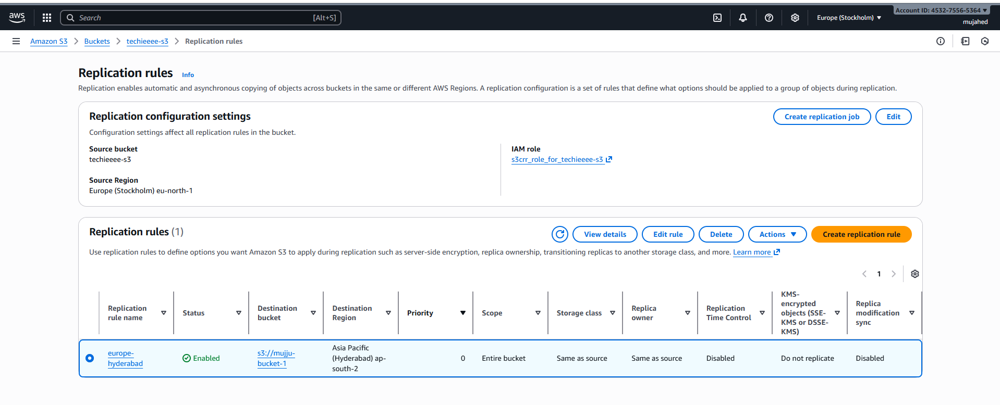 aws
Search [Alt+S]
Europe (Stockholm)
Account ID: 4532-7556-5364
mujahed
Amazon S3 > Buckets > techieeee-s3 > Replication rules
Replication rules Info
Replication enables automatic and asynchronous copying of objects across buckets in the same or different AWS Regions. A replication configuration is a set of rules that define what options should be applied to a group of objects during replication.
Replication configuration settings
Create replication job
Edit
Configuration settings affect all replication rules in the bucket.
Source bucket
techieeee-s3
Source Region
Europe (Stockholm) eu-north-1
IAM role
s3crr_role_for_techieeee-s3
Replication rules (1)
View details
Edit rule
Delete
Actions
Create replication rule
Use replication rules to define options you want Amazon S3 to apply during replication such as server-side encryption, replica ownership, transitioning replicas to another storage class, and more. Learn more
1
Replication
rule name
Status
Destination
bucket
Destination
Region
Priority
Scope
Storage class
Replica
owner
Replication
Time Control
KMS-
encrypted
objects (SSE-
KMS or DSSE-
KMS)
Replica
modification
sync
europe-
hyderabad
Enabled
s3://mujju-
bucket-1
Asia Pacific
(Hyderabad) ap-
south-2
0
Entire bucket
Same as source
Same as source
Disabled
Do not replicate
Disabled